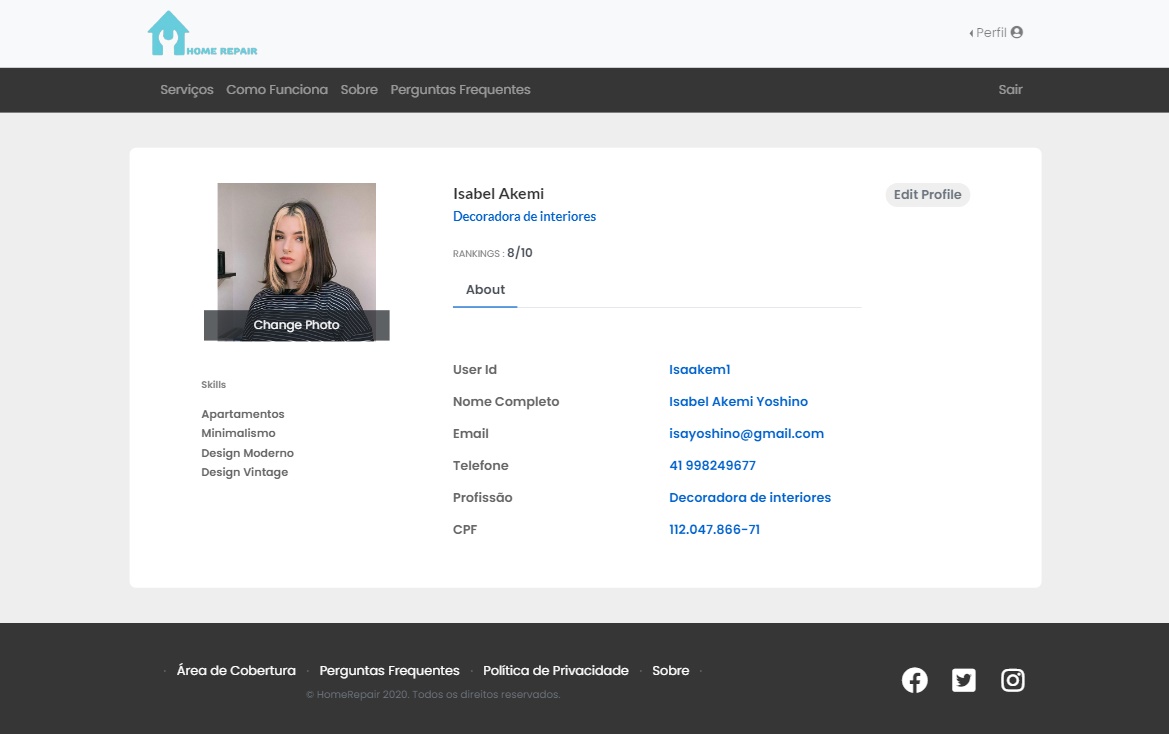 HOME REPAIR
Perfil
Serviços Como Funciona Sobre Perguntas Frequentes Sair
Isabel Akemi
Edit Profile
Decoradora de interiores
RANKINGS : 8/10
About
Change Photo
Skills
Apartamentos
Minimalismo
Design Moderno
Design Vintage
User Id Isaakem1
Nome Completo Isabel Akemi Yoshino
Email isayoshino@gmail.com
Telefone 41 998249677
Profissão Decoradora de interiores
CPF 112.047.866-71
· Área de Cobertura · Perguntas Frequentes · Política de Privacidade · Sobre ·
© HomeRepair 2020. Todos os direitos reservados.